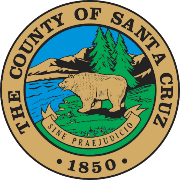 THE COUNTY OF SANTA CRUZ
SINE PRAEJUDICIO
• 1850 •